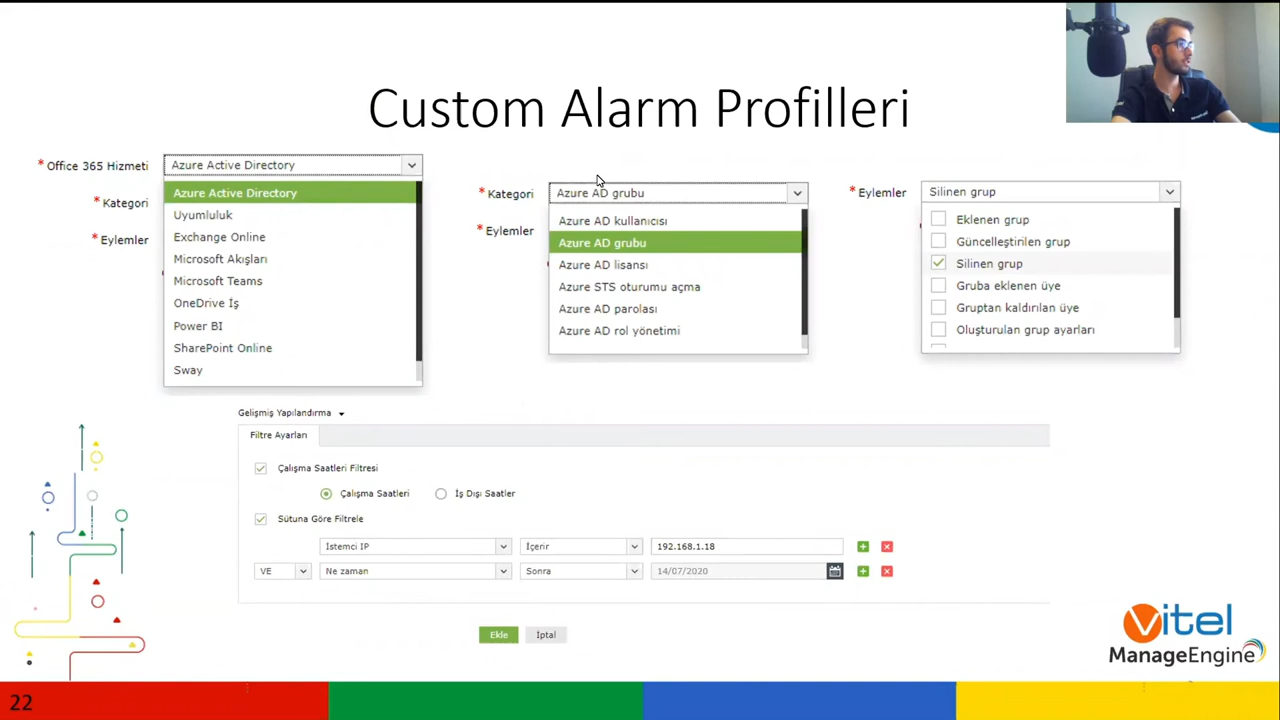 Custom Alarm Profilleri
* Office 365 Hizmeti
Azure Active Directory
* Kategori
* Eylemler
Azure Active Directory
Uyumluluk
Exchange Online
Microsoft Akışları
Microsoft Teams
OneDrive İş
Power BI
SharePoint Online
Sway
* Kategori
Azure AD grubu
* Eylemler
Azure AD kullanıcısı
Azure AD grubu
Azure AD lisansı
Azure STS oturumu açma
Azure AD parolası
Azure AD rol yönetimi
* Eylemler
Silinen grup
Eklenen grup
Güncelleştirilen grup
Silinen grup
Gruba eklenen üye
Gruptan kaldırılan üye
Oluşturulan grup ayarları
Gelişmiş Yapılandırma
Filtre Ayarları
Çalışma Saatleri Filtresi
Çalışma Saatleri İş Dışı Saatler
Sütuna Göre Filtrele
İstemci IP İçerir 192.168.1.18
VE Ne zaman Sonra 14/07/2020
Ekle İptal
Vitel
ManageEngine
22